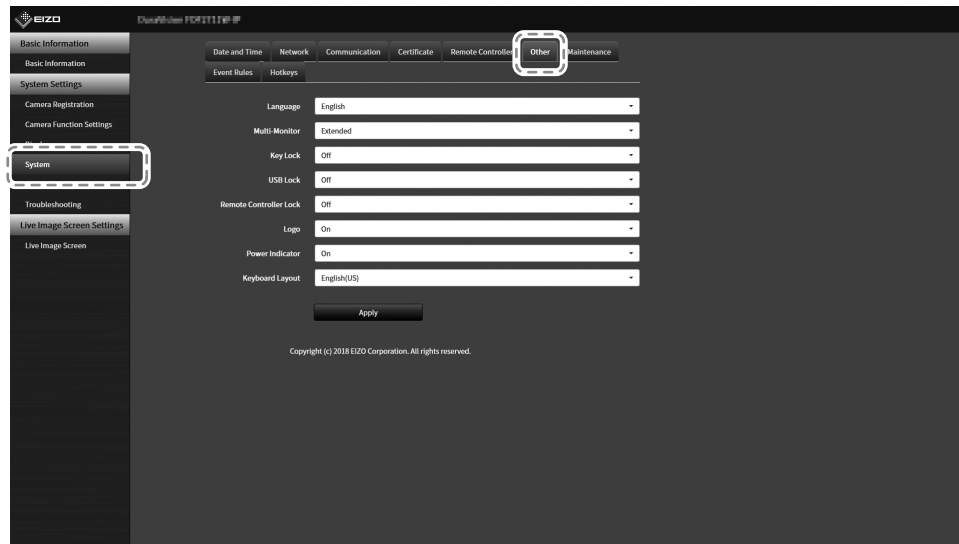 EIZO
Basic Information
Basic Information
System Settings
Camera Registration
Camera Function Settings
System
Troubleshooting
Live Image Screen Settings
Live Image Screen
Date and Time Network Communication Certificate Remote Controller Other Maintenance
Event Rules Hotkeys
Language English
Multi-Monitor Extended
Key Lock Off
USB Lock Off
Remote Controller Lock Off
Logo On
Power Indicator On
Keyboard Layout English(US)
Apply
Copyright (c) 2018 EIZO Corporation. All rights reserved.